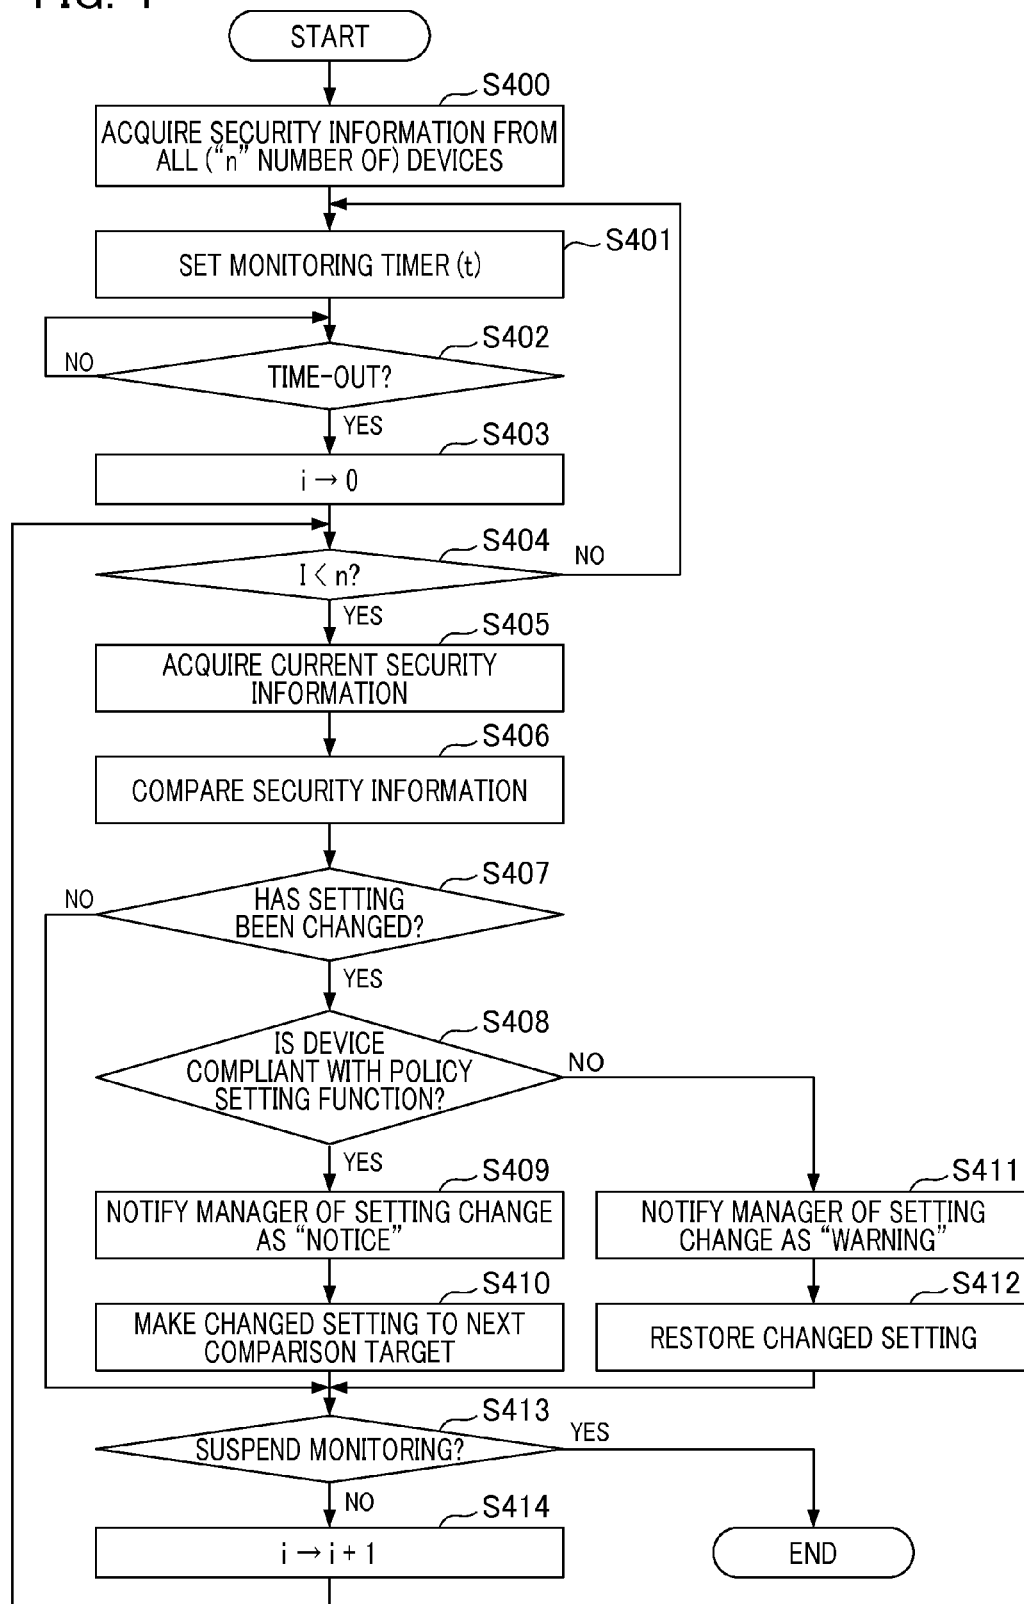 START
S400
ACQUIRE SECURITY INFORMATION FROM
ALL (“n” NUMBER OF) DEVICES
S401
SET MONITORING TIMER (t)
S402
NO
TIME-OUT?
YES
S403
i → 0
S404
NO
I < n?
YES
S405
ACQUIRE CURRENT SECURITY
INFORMATION
S406
COMPARE SECURITY INFORMATION
S407
NO
HAS SETTING
BEEN CHANGED?
YES
S408
IS DEVICE
COMPLIANT WITH POLICY
SETTING FUNCTION?
NO
YES
S409
NOTIFY MANAGER OF SETTING CHANGE
AS “NOTICE”
S411
NOTIFY MANAGER OF SETTING
CHANGE AS “WARNING”
S410
MAKE CHANGED SETTING TO NEXT
COMPARISON TARGET
S412
RESTORE CHANGED SETTING
S413
SUSPEND MONITORING?
YES
NO
S414
i → i + 1
END